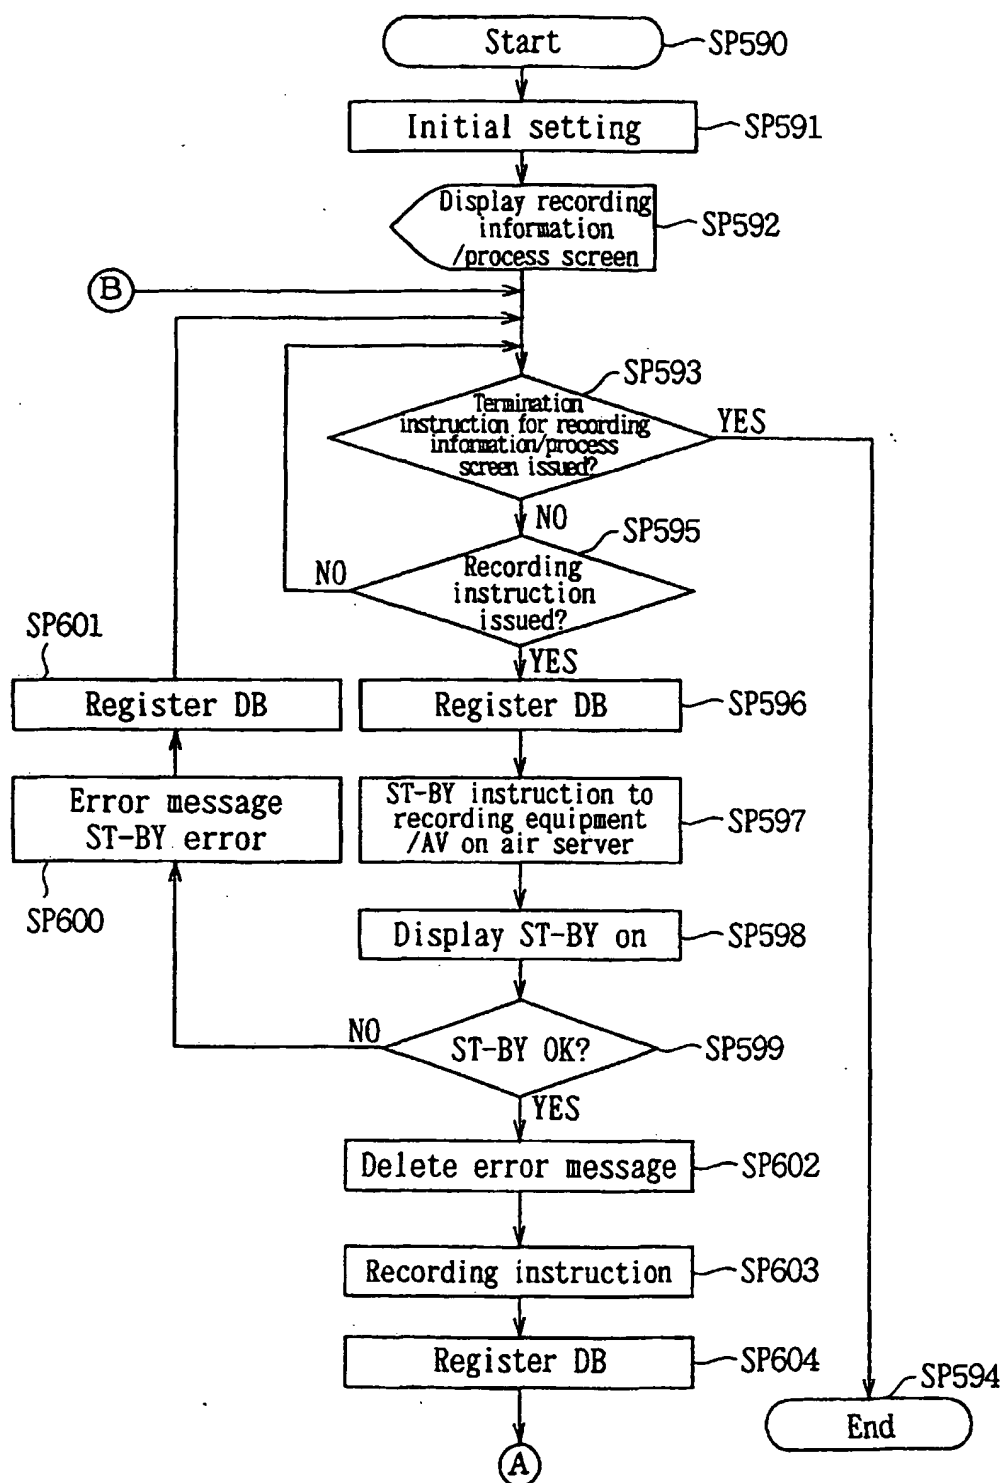 Start
SP590
Initial setting
SP591
Display recording
information
/process screen
SP592
B
SP593
Termination
instruction for recording
information/process
screen issued?
YES
NO
SP595
Recording
instruction
issued?
NO
YES
SP601
Register DB
Register DB
SP596
Error message
ST-BY error
SP600
ST-BY instruction to
recording equipment
/AV on air server
SP597
Display ST-BY on
SP598
NO
ST-BY OK?
SP599
YES
Delete error message
SP602
Recording instruction
SP603
Register DB
SP604
SP594
End
A